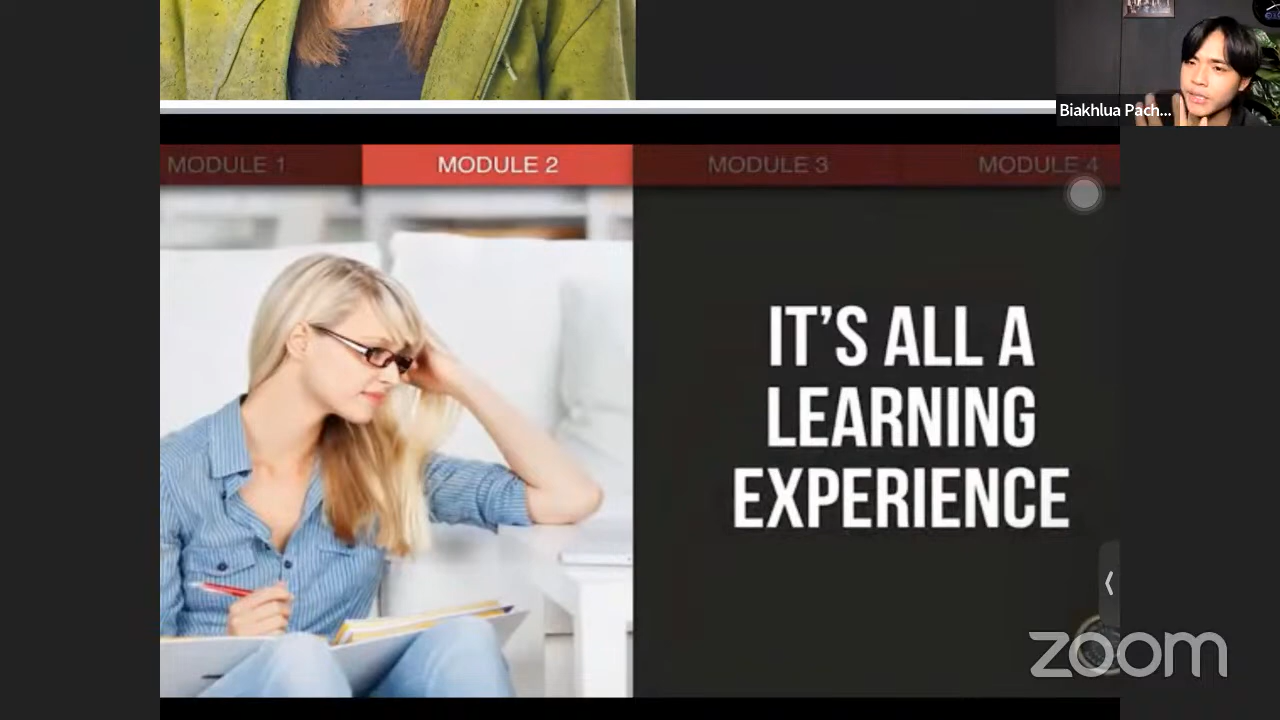 Biakhlua Pach...
MODULE 1
MODULE 2
MODULE 3
MODULE 4
IT'S ALL A
LEARNING
EXPERIENCE
zoom